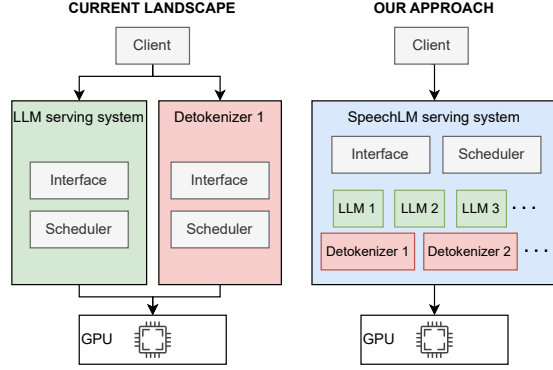 CURRENT LANDSCAPE
Client
LLM serving system
Interface
Scheduler
Detokenizer 1
Interface
Scheduler
GPU
OUR APPROACH
Client
SpeechLM serving system
Interface
Scheduler
LLM 1
LLM 2
LLM 3
...
Detokenizer 1
Detokenizer 2
...
GPU